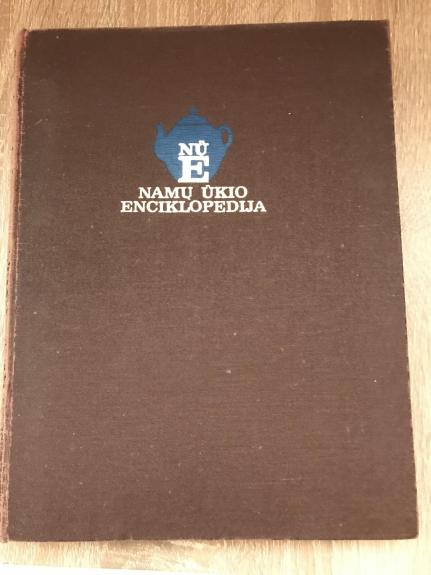 NŪ
E
NAMŲ ŪKIO
ENCIKLOPEDIJA